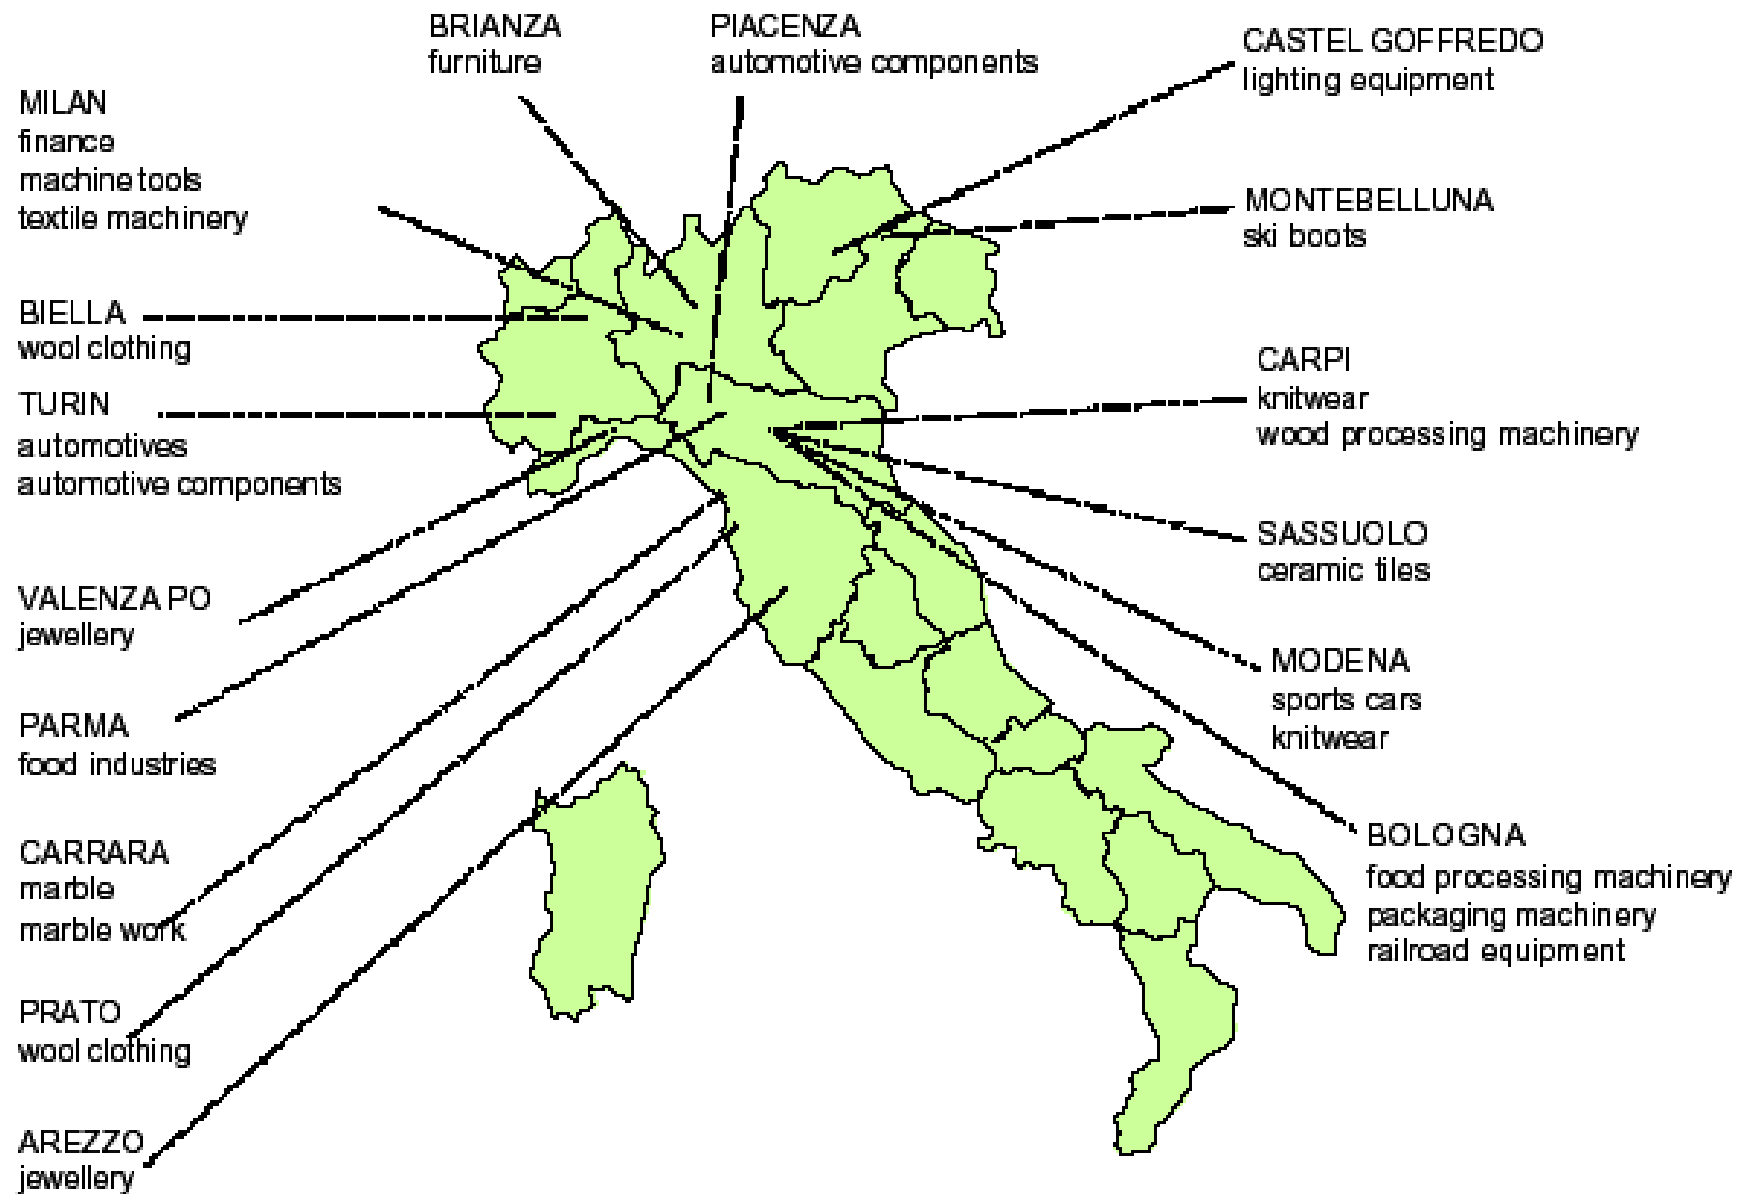 BRIANZA
furniture
PIACENZA
automotive components
CASTEL GOFFREDO
lighting equipment
MILAN
finance
machine tools
textile machinery
MONTEBELLUNA
ski boots
BIELLA
wool clothing
TURIN
automotives
automotive components
CARPI
knitwear
wood processing machinery
SASSUOLO
ceramic tiles
VALENZA PO
jewellery
MODENA
sports cars
knitwear
PARMA
food industries
CARRARA
marble
marble work
BOLOGNA
food processing machinery
packaging machinery
railroad equipment
PRATO
wool clothing
AREZZO
jewellery